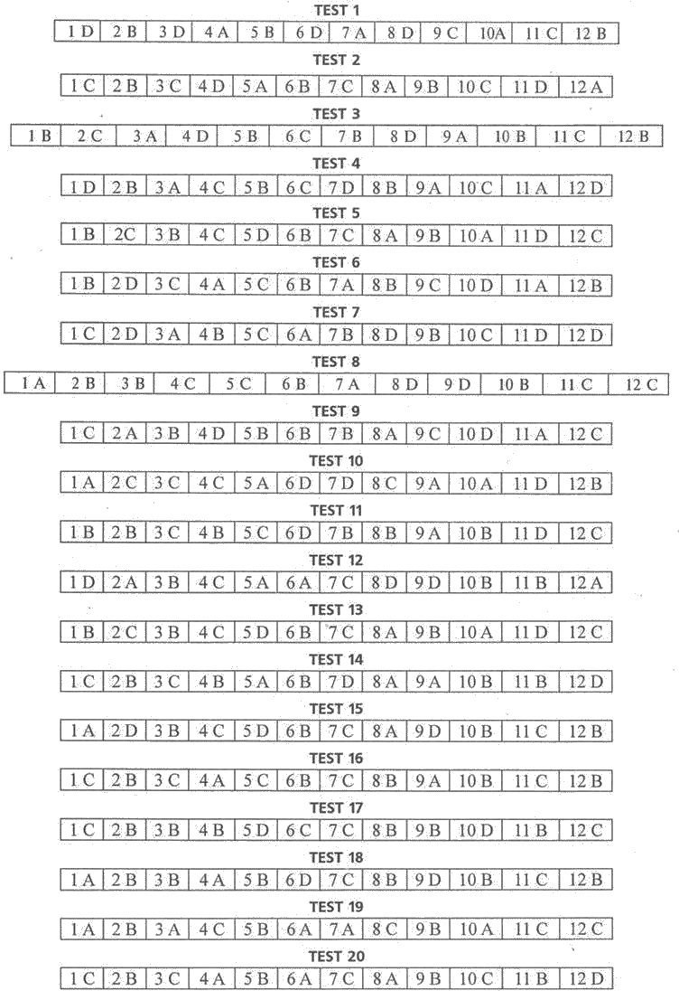 TEST 1
1 D 2 B 3 D 4 A 5 B 6 D 7 A 8 D 9 C 10A 11 C 12 B
TEST 2
1 C 2 B 3 C 4 D 5 A 6 B 7 C 8 A 9 B 10 C 11 D 12 A
TEST 3
1 B 2 C 3 A 4 D 5 B 6 C 7 B 8 D 9 A 10 B 11 C 12 B
TEST 4
1 D 2 B 3 A 4 C 5 B 6 C 7 D 8 B 9 A 10 C 11 A 12 D
TEST 5
1 B 2C 3 B 4 C 5 D 6 B 7 C 8 A 9 B 10 A 11 D 12 C
TEST 6
1 B 2 D 3 C 4 A 5 C 6 B 7 A 8 B 9 C 10 D 11 A 12 B
TEST 7
1 C 2 D 3 A 4 B 5 C 6 A 7 B 8 D 9 B 10 C 11 D 12 D
TEST 8
1 A 2 B 3 B 4 C 5 C 6 B 7 A 8 D 9 D 10 B 11 C 12 C
TEST 9
1 C 2 A 3 B 4 D 5 B 6 B 7 B 8 A 9 C 10 D 11 A 12 C
TEST 10
1 A 2 C 3 C 4 C 5 A 6 D 7 D 8 C 9 A 10 A 11 D 12 B
TEST 11
1 B 2 B 3 C 4 B 5 C 6 D 7 B 8 B 9 A 10 B 11 D 12 C
TEST 12
1 D 2 A 3 B 4 C 5 A 6 A 7 C 8 D 9 D 10 B 11 B 12 A
TEST 13
1 B 2 C 3 B 4 C 5 D 6 B 7 C 8 A 9 B 10 A 11 D 12 C
TEST 14
1 C 2 B 3 C 4 B 5 A 6 B 7 D 8 A 9 A 10 B 11 B 12 D
TEST 15
1 A 2 D 3 B 4 C 5 D 6 B 7 C 8 A 9 D 10 B 11 C 12 B
TEST 16
1 C 2 B 3 C 4 A 5 C 6 B 7 C 8 B 9 A 10 B 11 C 12 B
TEST 17
1 C 2 B 3 B 4 B 5 D 6 C 7 C 8 B 9 B 10 D 11 B 12 C
TEST 18
1 A 2 B 3 B 4 A 5 B 6 D 7 C 8 B 9 D 10 B 11 C 12 B
TEST 19
1 A 2 B 3 A 4 C 5 B 6 A 7 A 8 C 9 B 10 A 11 C 12 C
TEST 20
1 C 2 B 3 C 4 A 5 B 6 A 7 C 8 A 9 B 10 C 11 B 12 D